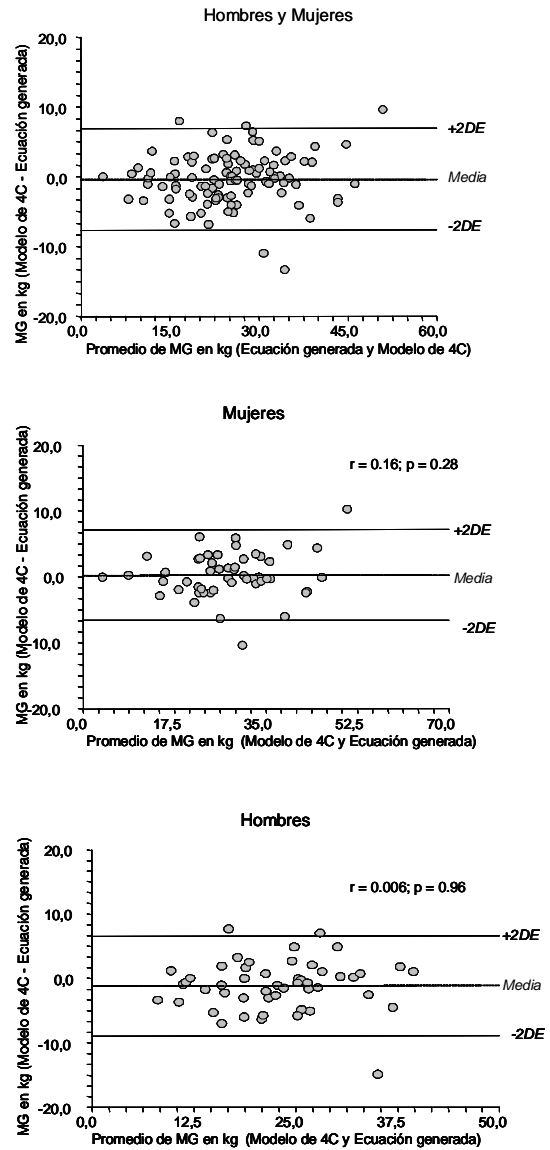 Hombres y Mujeres
20,0
10,0
0,0
-10,0
-20,0
MG en kg (Modelo de 4C - Ecuación generada)
+2DE
Media
-2DE
0,0 15,0 30,0 45,0 60,0
Promedio de MG en kg (Ecuación generada y Modelo de 4C)
Mujeres
r = 0.16; p = 0.28
20,0
10,0
0,0
-10,0
-20,0
MG en kg (Modelo de 4C - Ecuación generada)
+2DE
Media
-2DE
0,0 17,5 35,0 52,5 70,0
Promedio de MG en kg (Modelo de 4C y Ecuación generada)
Hombres
r = 0.006; p = 0.96
20,0
10,0
0,0
-10,0
-20,0
MG en kg (Modelo de 4C - Ecuación generada)
+2DE
Media
-2DE
0,0 12,5 25,0 37,5 50,0
Promedio de MG en kg (Modelo de 4C y Ecuación generada)